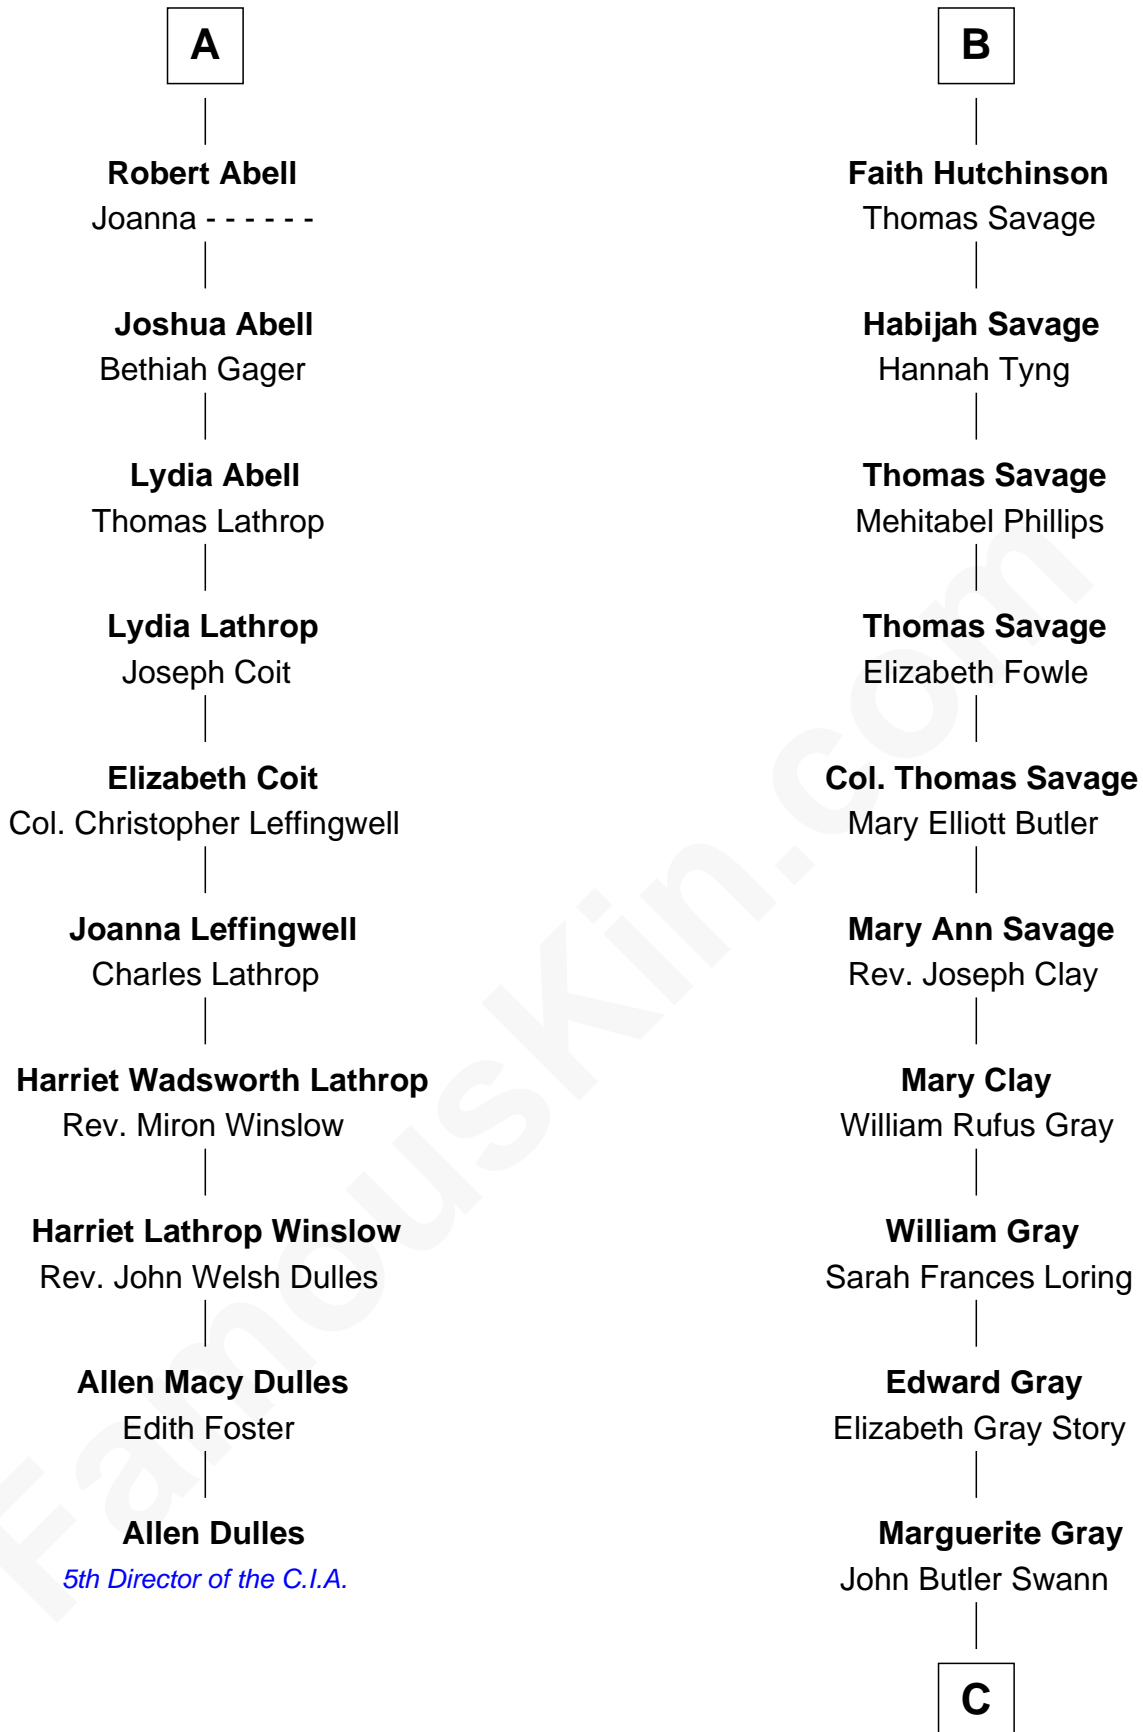 A
Robert Abell
Joanna - - - - - -
Joshua Abell
Bethiah Gager
Lydia Abell
Thomas Lathrop
Lydia Lathrop
Joseph Coit
Elizabeth Coit
Col. Christopher Leffingwell
Joanna Leffingwell
Charles Lathrop
Harriet Wadsworth Lathrop
Rev. Miron Winslow
Harriet Lathrop Winslow
Rev. John Welsh Dulles
Allen Macy Dulles
Edith Foster
Allen Dulles
5th Director of the C.I.A.
B
Faith Hutchinson
Thomas Savage
Habijah Savage
Hannah Tyng
Thomas Savage
Mehitabel Phillips
Thomas Savage
Elizabeth Fowle
Col. Thomas Savage
Mary Elliott Butler
Mary Ann Savage
Rev. Joseph Clay
Mary Clay
William Rufus Gray
William Gray
Sarah Frances Loring
Edward Gray
Elizabeth Gray Story
Marguerite Gray
John Butler Swann
C
FamousKin.com